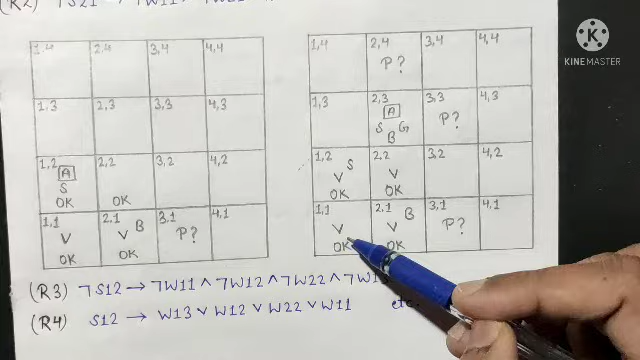 (R2) ¬S21 → ¬W11 ∧ ¬W21
KINEMASTER
1,4 2,4 3,4 4,4
1,3 2,3 3,3 4,3
1,2 A S 2,2 OK 3,2 4,2
1,1 V OK 2,1 B V OK 3,1 P? 4,1
1,4 2,4 P? 3,4 4,4
1,3 2,3 A S G B 3,3 P? 4,3
1,2 S V OK 2,2 V OK 3,2 4,2
1,1 V OK 2,1 B V OK 3,1 P? 4,1
(R3) ¬S12 → ¬W11 ∧ ¬W12 ∧ ¬W22 ∧ ¬W13
(R4) S12 → W13 ∨ W12 ∨ W22 ∨ W11 etc.